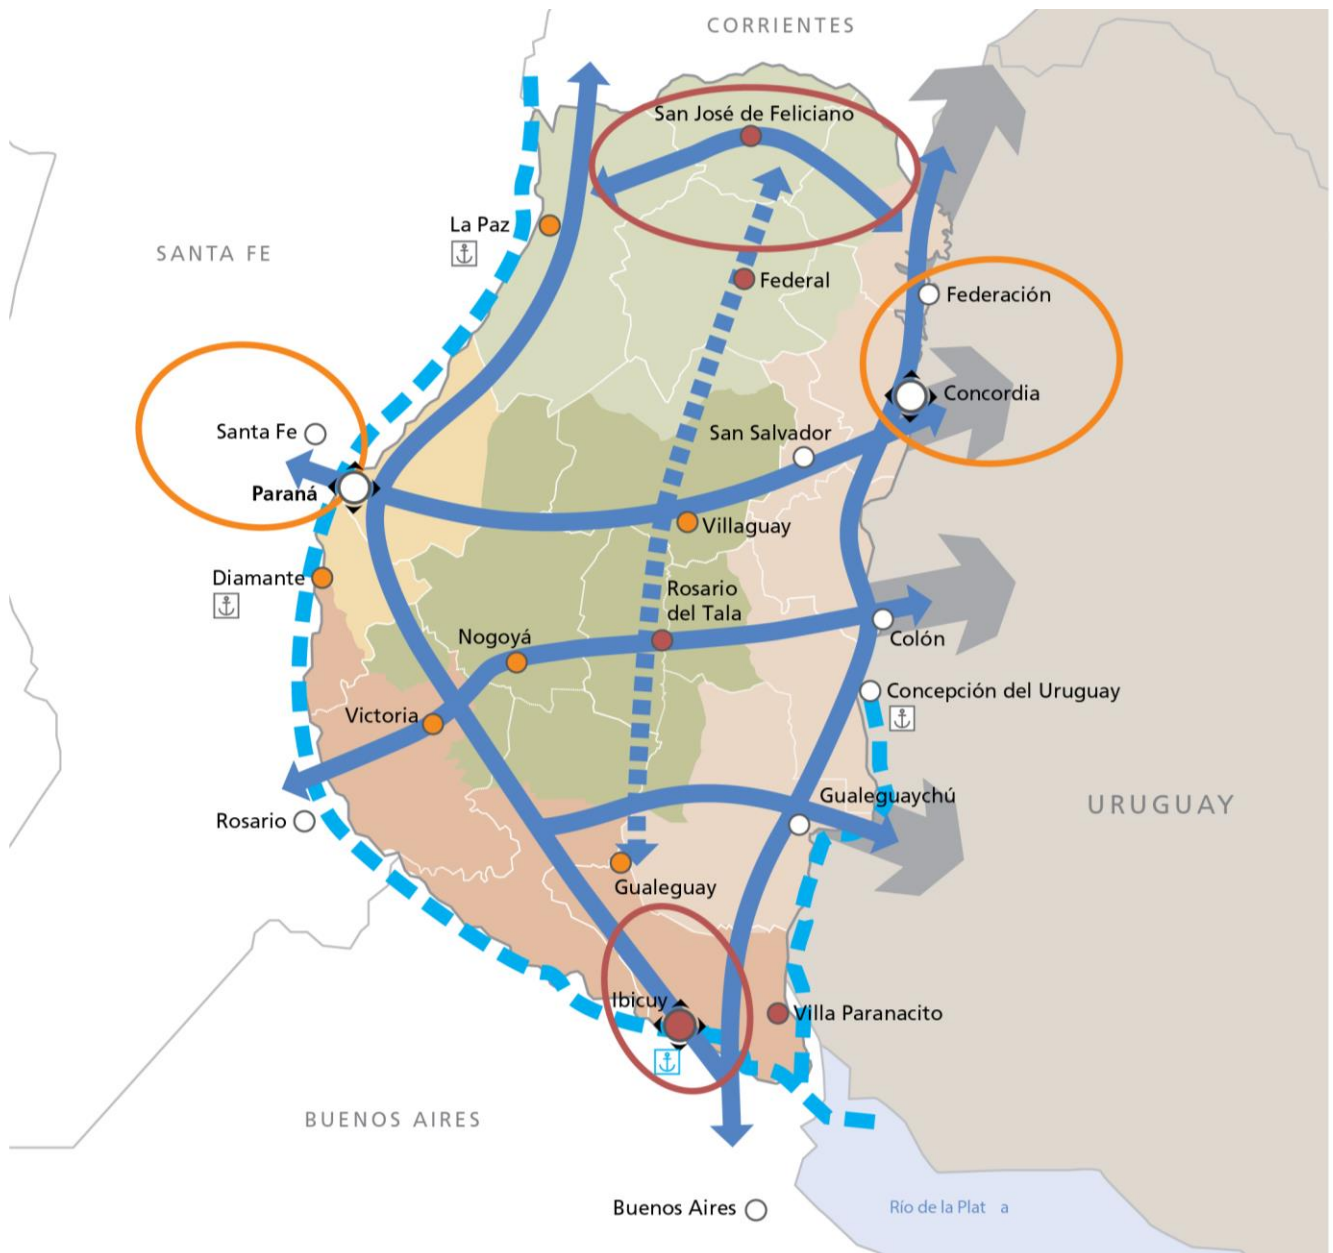 CORRIENTES
San José de Feliciano
La Paz
SANTA FE
Federal
Federación
Concordia
Santa Fe
San Salvador
Paraná
Villaguay
Diamante
Rosario
del Tala
Nogoyá
Colón
Concepción del Uruguay
Victoria
Gualeguaychú
URUGUAY
Rosario
Gualeguay
Ibicuy
Villa Paranacito
BUENOS AIRES
Buenos Aires
Río de la Plat a